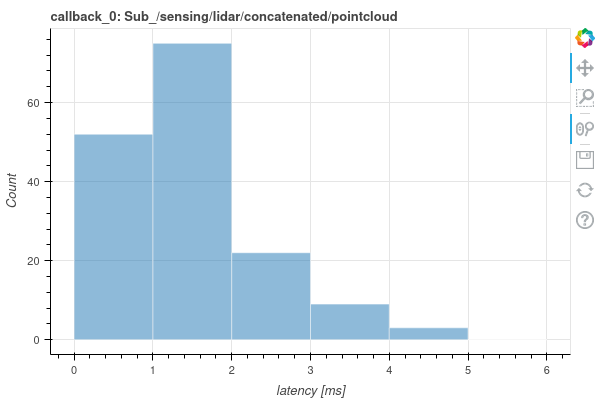 callback_0: Sub_/sensing/lidar/concatenated/pointcloud
60
40
20
0
Count
0 1 2 3 4 5 6
latency [ms]